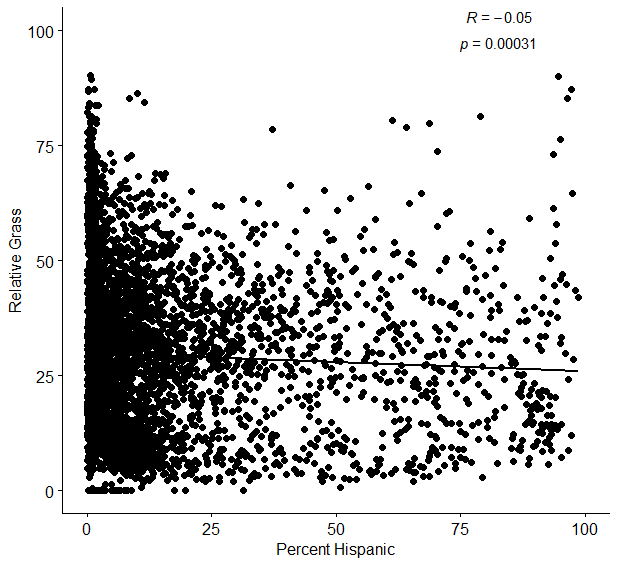 R = −0.05
p = 0.00031
100
75
50
25
0
Relative Grass
0 25 50 75 100
Percent Hispanic